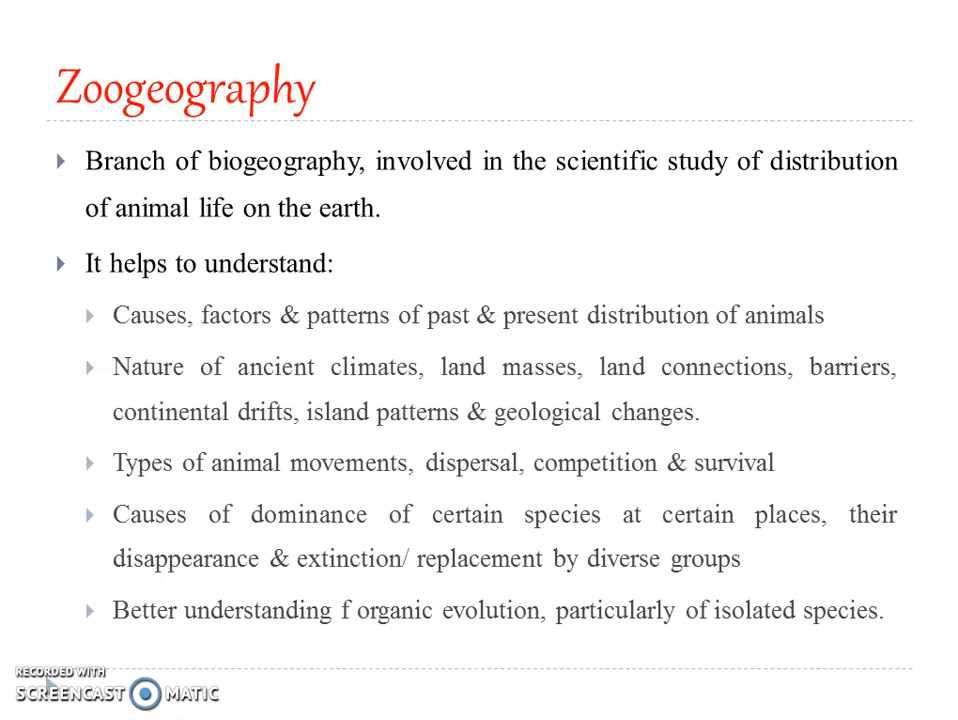 Zoogeography
Branch of biogeography, involved in the scientific study of distribution
of animal life on the earth.
It helps to understand:
Causes, factors & patterns of past & present distribution of animals
Nature of ancient climates, land masses, land connections, barriers,
continental drifts, island patterns & geological changes.
Types of animal movements, dispersal, competition & survival
Causes of dominance of certain species at certain places, their
disappearance & extinction/ replacement by diverse groups
Better understanding f organic evolution, particularly of isolated species.
RECORDED WITH
SCREENCAST MATIC